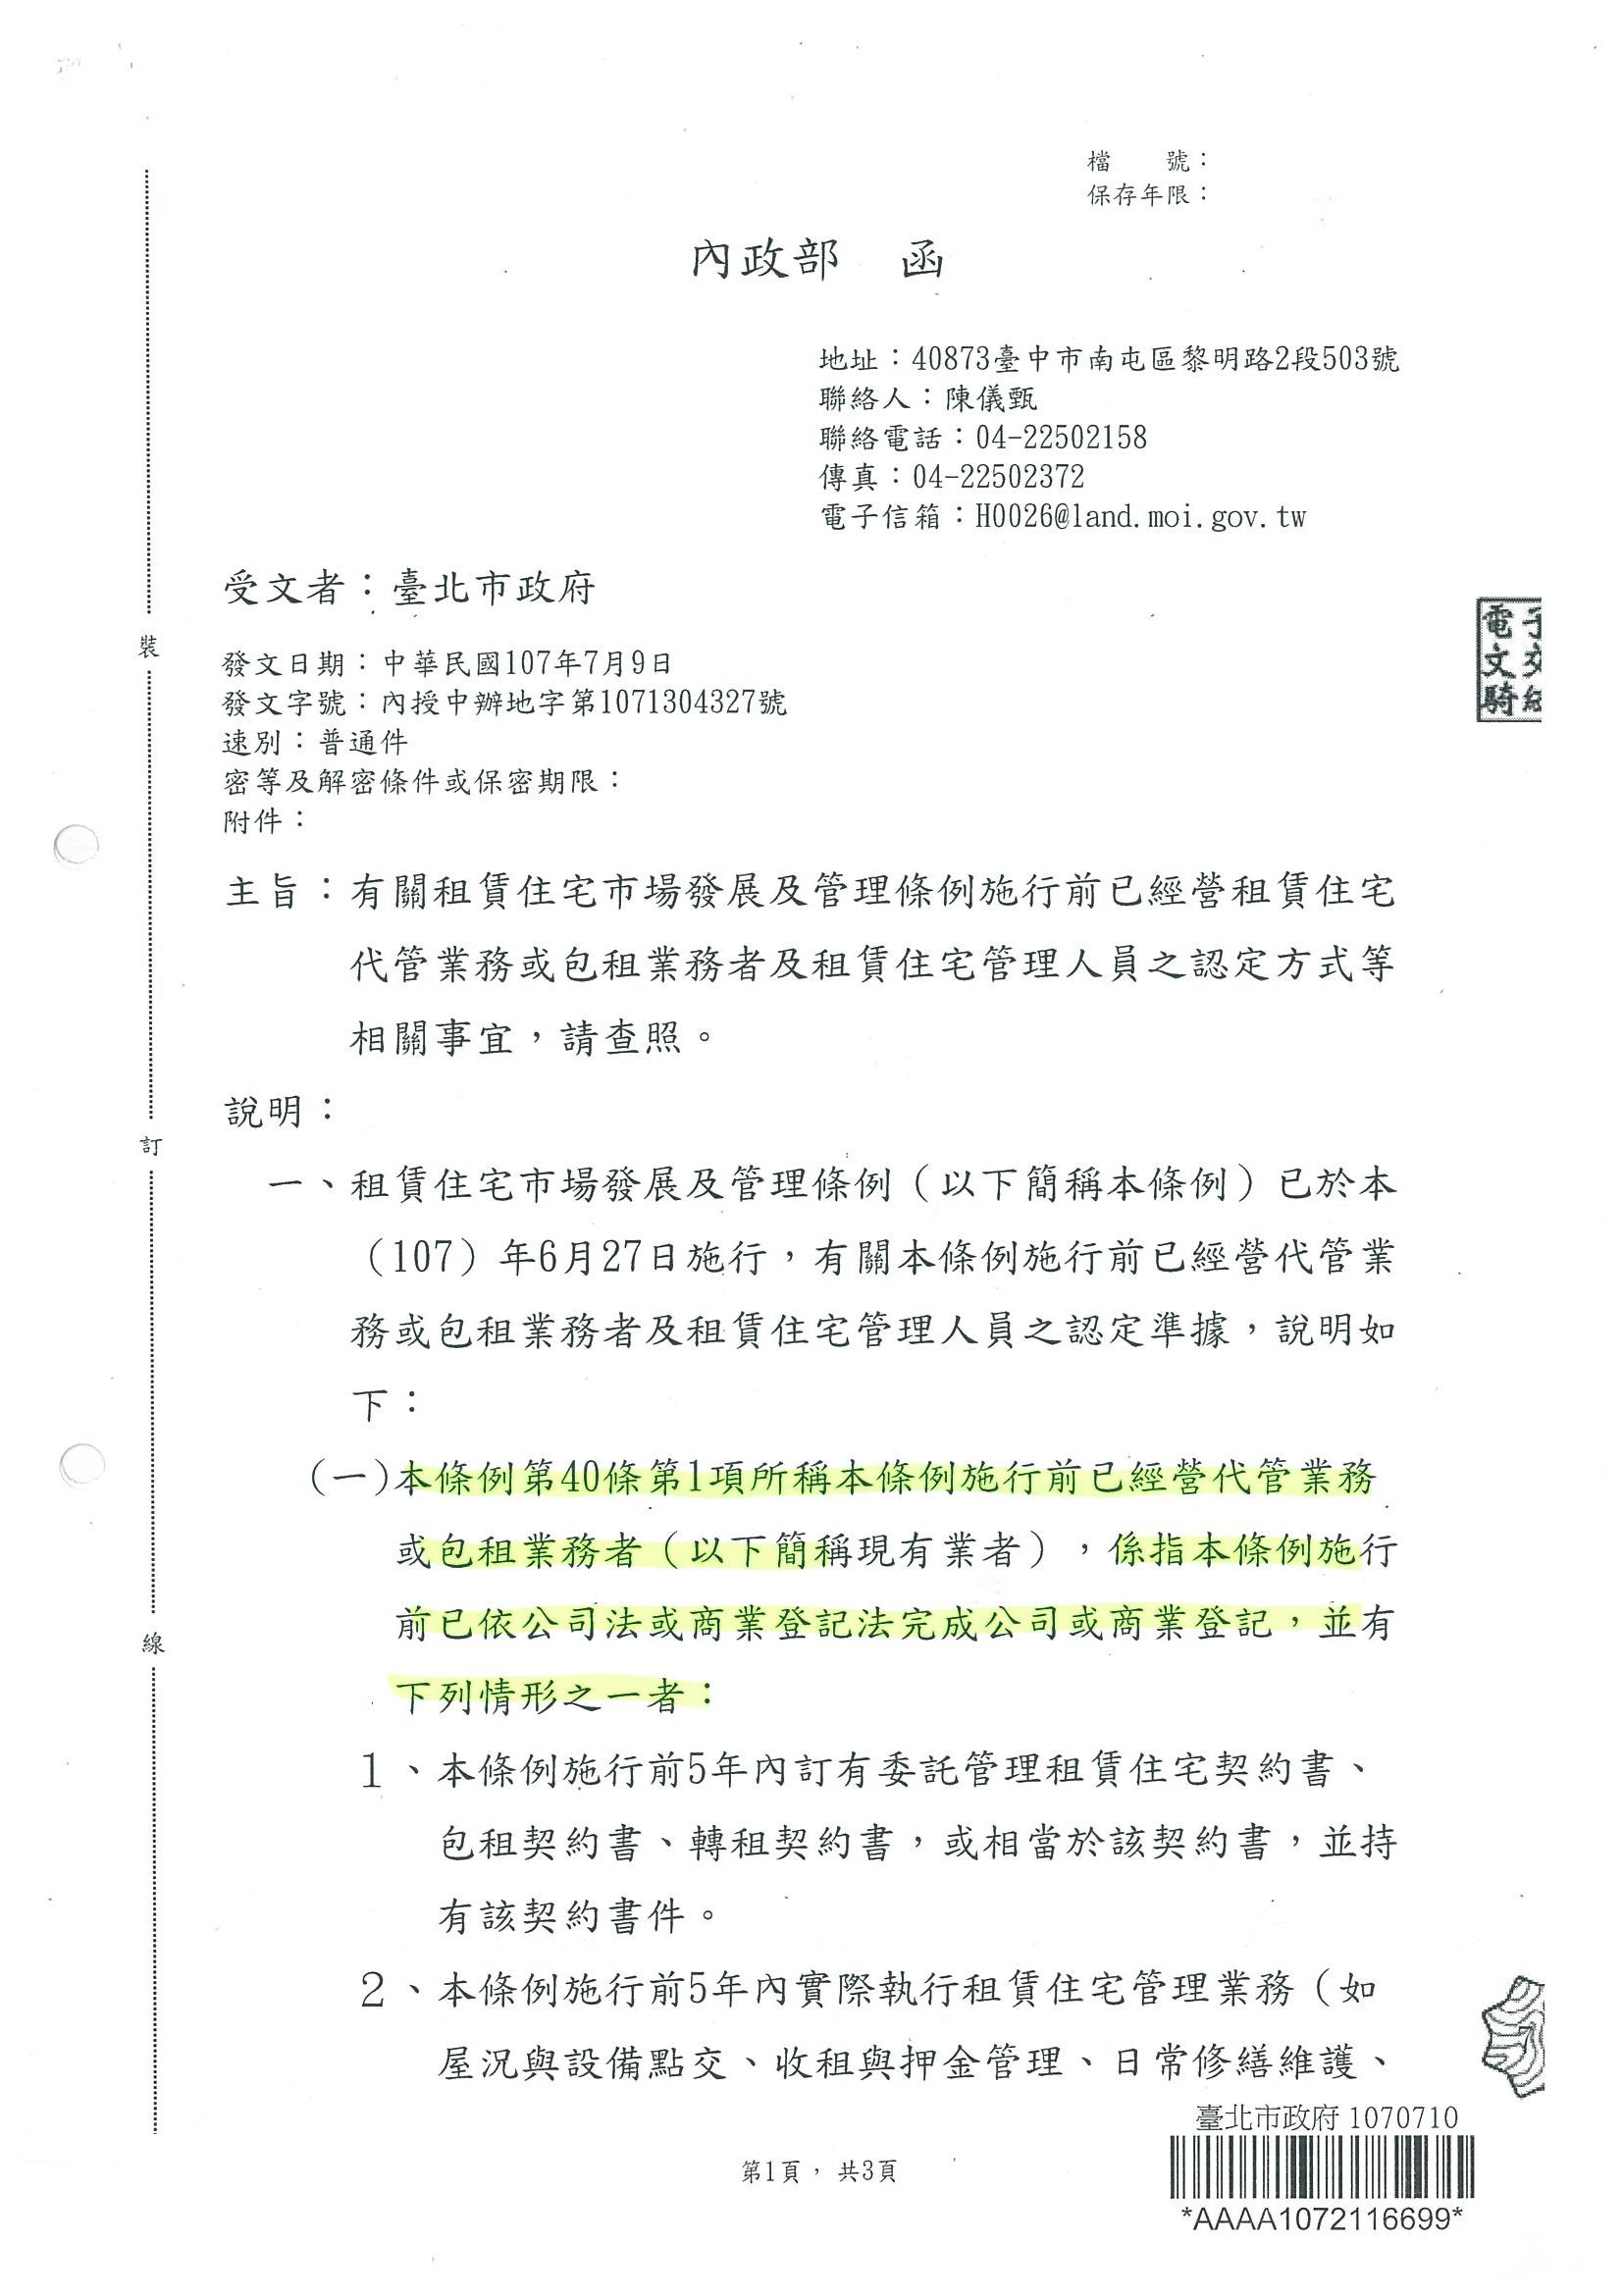 檔　　號：
保存年限：
內政部　函
地址：40873臺中市南屯區黎明路2段503號
聯絡人：陳儀甄
聯絡電話：04-22502158
傳真：04-22502372
電子信箱：H0026@land.moi.gov.tw
受文者：臺北市政府
發文日期：中華民國107年7月9日
發文字號：內授中辦地字第1071304327號
速別：普通件
密等及解密條件或保密期限：
附件：
主旨：有關租賃住宅市場發展及管理條例施行前已經營租賃住宅
代管業務或包租業務者及租賃住宅管理人員之認定方式等
相關事宜，請查照。
說明：
一、租賃住宅市場發展及管理條例（以下簡稱本條例）已於本
（107）年6月27日施行，有關本條例施行前已經營代管業
務或包租業務者及租賃住宅管理人員之認定準據，說明如
下：
(一)本條例第40條第1項所稱本條例施行前已經營代管業務
或包租業務者（以下簡稱現有業者），係指本條例施行
前已依公司法或商業登記法完成公司或商業登記，並有
下列情形之一者：
1、本條例施行前5年內訂有委託管理租賃住宅契約書、
包租契約書、轉租契約書，或相當於該契約書，並持
有該契約書件。
2、本條例施行前5年內實際執行租賃住宅管理業務（如
屋況與設備點交、收租與押金管理、日常修繕維護、
第1頁，共3頁
臺北市政府 1070710
*AAAA1072116699*
裝
訂
線
電子
文交
騎